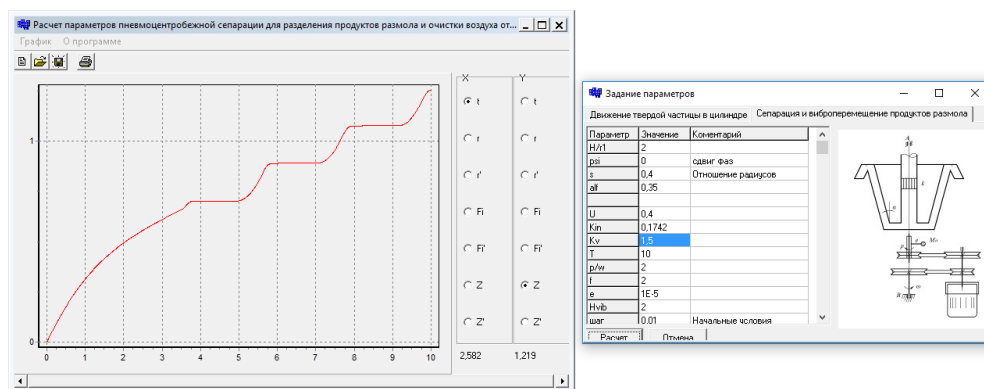 Расчет параметров пневмоцентробежной сепарации для разделения продуктов размола и очистки воздуха от...
График О программе
X Y
1
0
0 1 2 3 4 5 6 7 8 9 10
t t
r r
r' r'
Fi Fi
Fi' Fi'
Z Z
Z' Z'
2,582 1,219
Задание параметров
Движение твердой частицы в цилиндре Сепарация и виброперемещение продуктов размола
Параметр Значение Коментарий
H/r1 2
psi 0 сдвиг фаз
s 0,4 Отношение радиусов
alf 0,35
U 0,4
Kin 0,1742
Kv 1,5
T 10
p/w 2
f 2
e 1E-5
Hvib 2
шаг 0.01 Начальные условия
Расчет Отмена